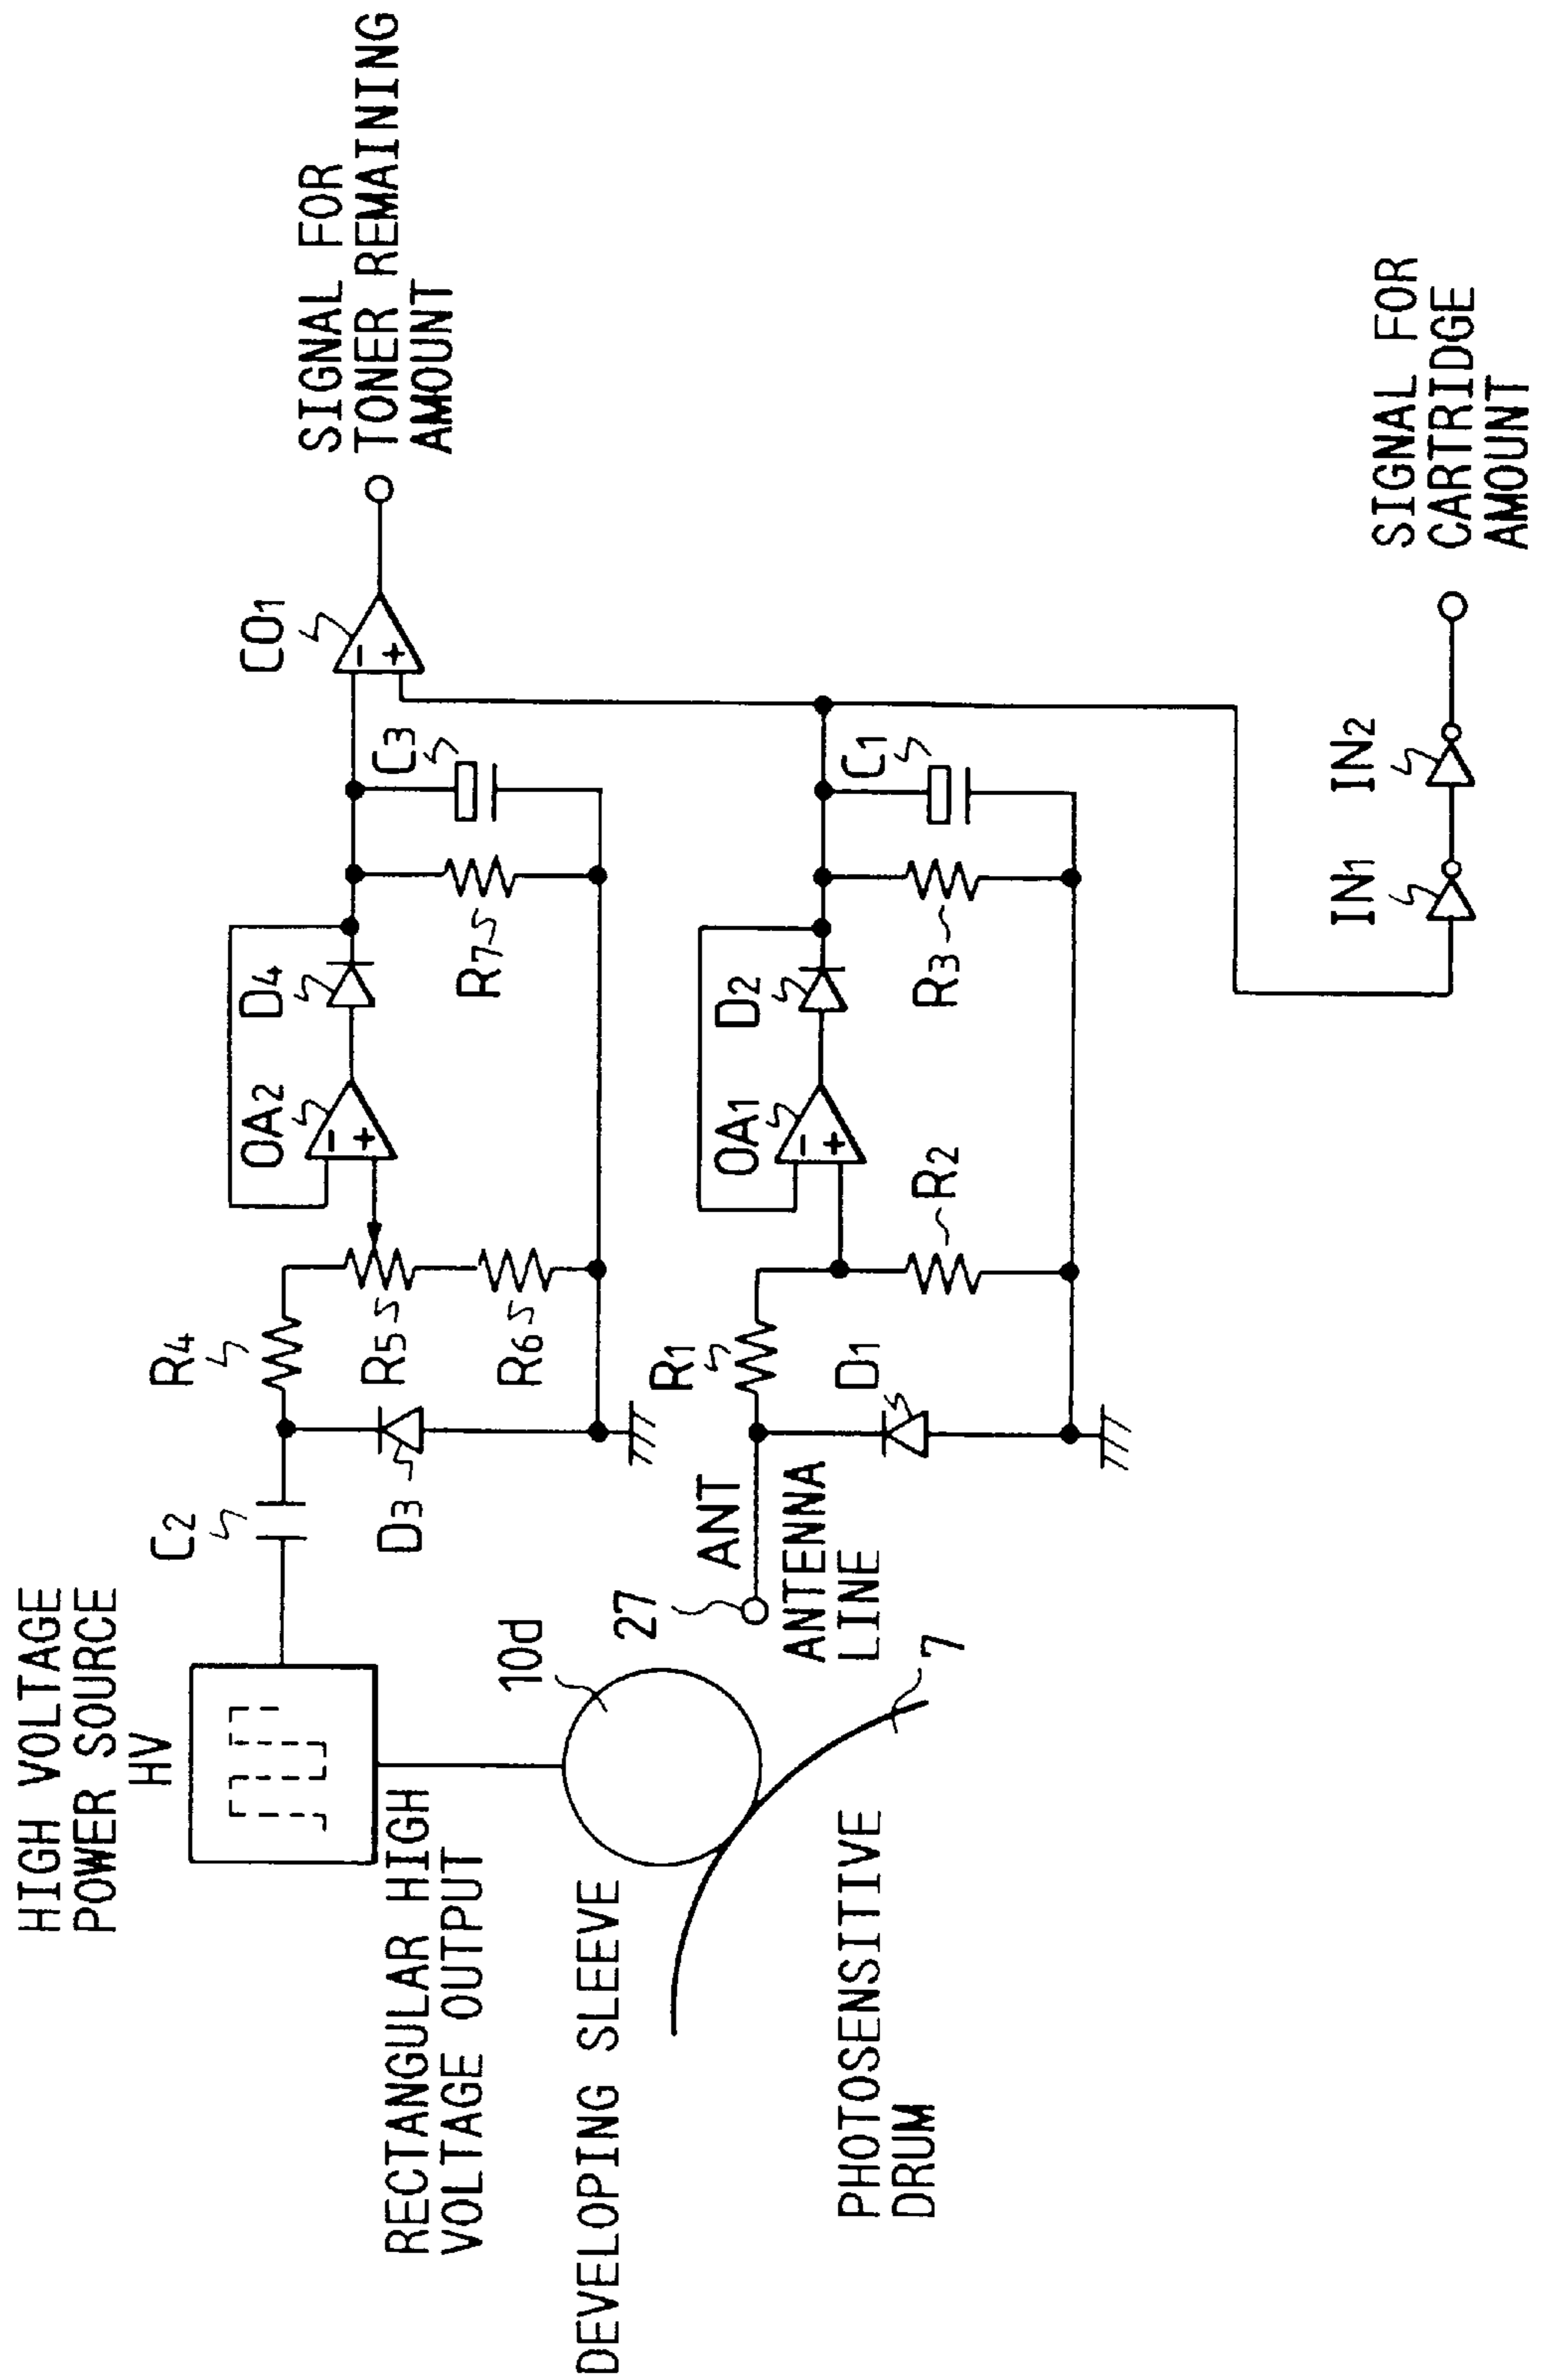 HIGH VOLTAGE
POWER SOURCE
HV
C2
R4
D3
R5
R6
OA2
-
+
D4
R7
C3
CO1
-
+
SIGNAL FOR
TONER REMAINING
AMOUNT
RECTANGULAR HIGH
VOLTAGE OUTPUT
DEVELOPING SLEEVE
10d
27
ANT
ANTENNA
LINE
7
PHOTOSENSITIVE
DRUM
R1
D1
R2
OA1
-
+
D2
R3
C1
IN1
IN2
SIGNAL FOR
CARTRIDGE
AMOUNT